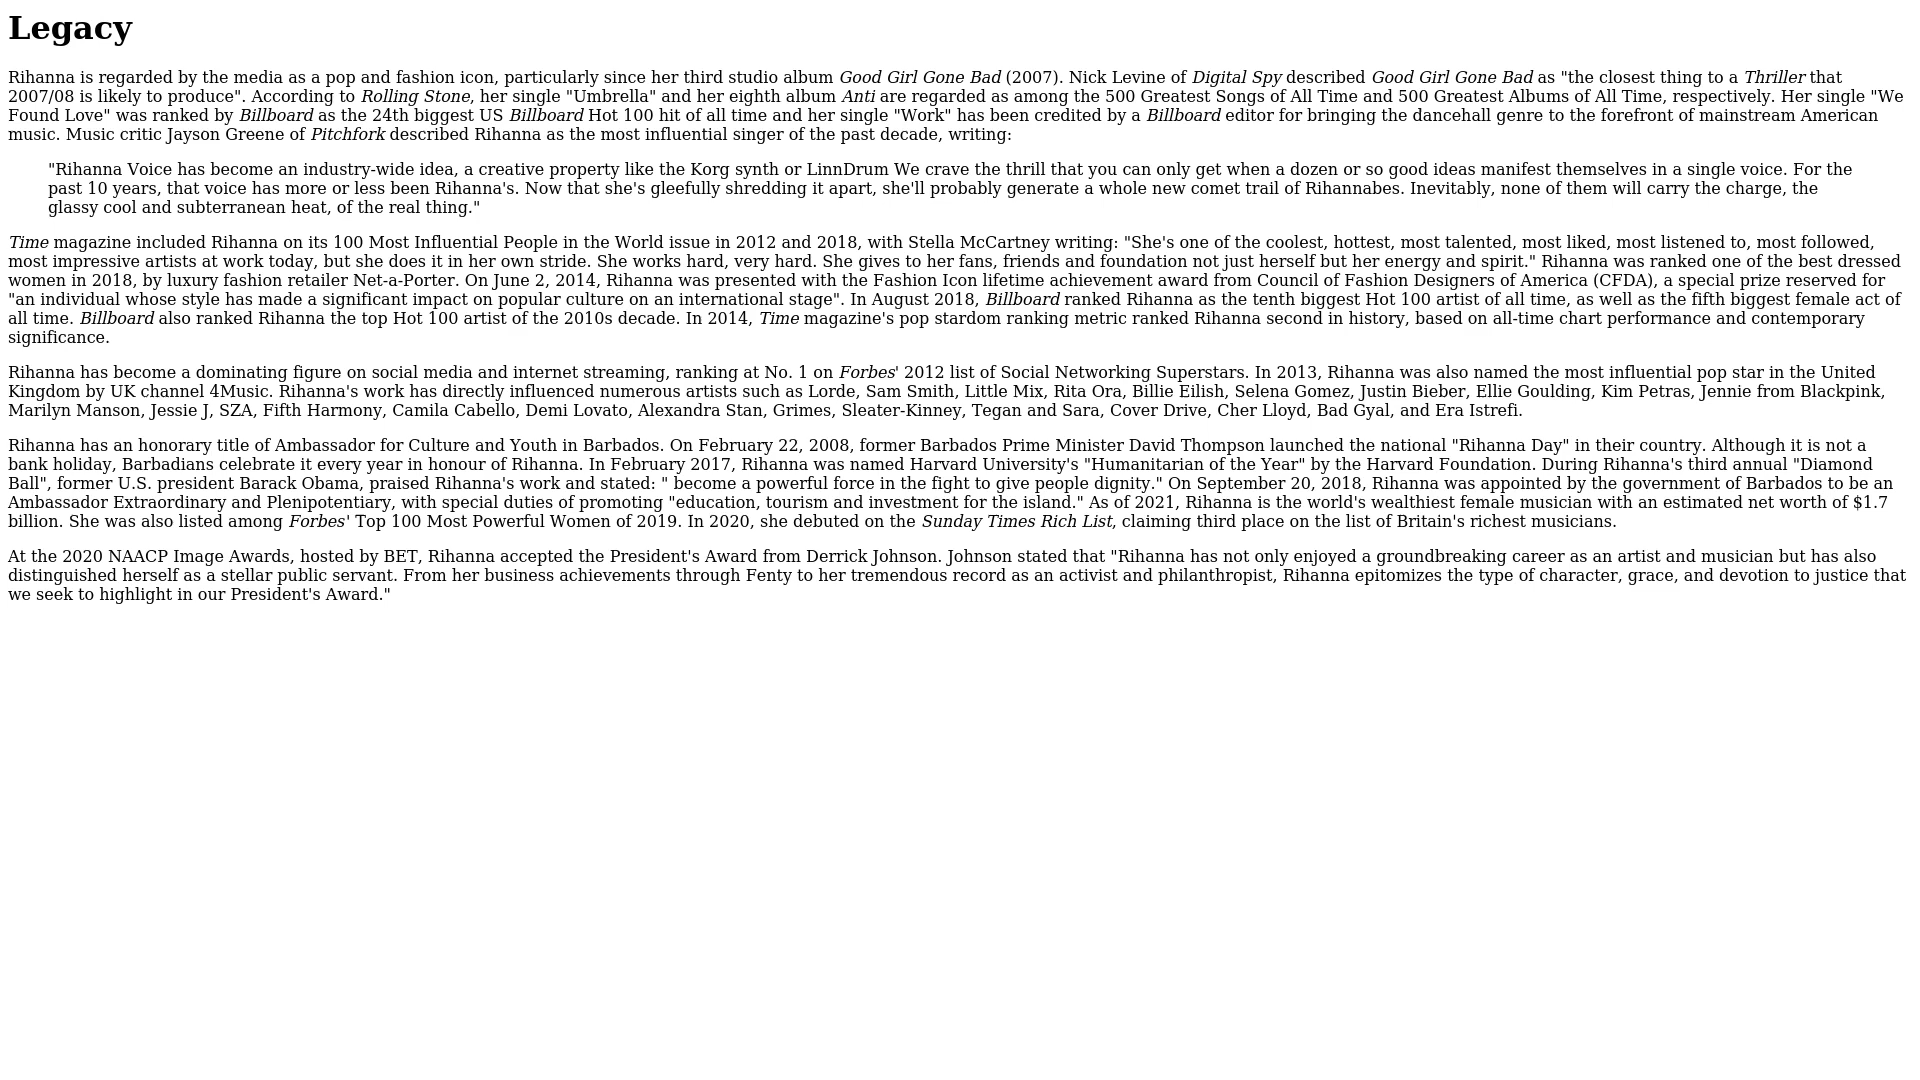 Legacy
Rihanna is regarded by the media as a pop and fashion icon, particularly since her third studio album Good Girl Gone Bad (2007). Nick Levine of Digital Spy described Good Girl Gone Bad as "the closest thing to a Thriller that
2007/08 is likely to produce". According to Rolling Stone, her single "Umbrella" and her eighth album Anti are regarded as among the 500 Greatest Songs of All Time and 500 Greatest Albums of All Time, respectively. Her single "We
Found Love" was ranked by Billboard as the 24th biggest US Billboard Hot 100 hit of all time and her single "Work" has been credited by a Billboard editor for bringing the dancehall genre to the forefront of mainstream American
music. Music critic Jayson Greene of Pitchfork described Rihanna as the most influential singer of the past decade, writing:
"Rihanna Voice has become an industry-wide idea, a creative property like the Korg synth or LinnDrum We crave the thrill that you can only get when a dozen or so good ideas manifest themselves in a single voice. For the
past 10 years, that voice has more or less been Rihanna's. Now that she's gleefully shredding it apart, she'll probably generate a whole new comet trail of Rihannabes. Inevitably, none of them will carry the charge, the
glassy cool and subterranean heat, of the real thing."
Time magazine included Rihanna on its 100 Most Influential People in the World issue in 2012 and 2018, with Stella McCartney writing: "She's one of the coolest, hottest, most talented, most liked, most listened to, most followed,
most impressive artists at work today, but she does it in her own stride. She works hard, very hard. She gives to her fans, friends and foundation not just herself but her energy and spirit." Rihanna was ranked one of the best dressed
women in 2018, by luxury fashion retailer Net-a-Porter. On June 2, 2014, Rihanna was presented with the Fashion Icon lifetime achievement award from Council of Fashion Designers of America (CFDA), a special prize reserved for
"an individual whose style has made a significant impact on popular culture on an international stage". In August 2018, Billboard ranked Rihanna as the tenth biggest Hot 100 artist of all time, as well as the fifth biggest female act of
all time. Billboard also ranked Rihanna the top Hot 100 artist of the 2010s decade. In 2014, Time magazine's pop stardom ranking metric ranked Rihanna second in history, based on all-time chart performance and contemporary
significance.
Rihanna has become a dominating figure on social media and internet streaming, ranking at No. 1 on Forbes' 2012 list of Social Networking Superstars. In 2013, Rihanna was also named the most influential pop star in the United
Kingdom by UK channel 4Music. Rihanna's work has directly influenced numerous artists such as Lorde, Sam Smith, Little Mix, Rita Ora, Billie Eilish, Selena Gomez, Justin Bieber, Ellie Goulding, Kim Petras, Jennie from Blackpink,
Marilyn Manson, Jessie J, SZA, Fifth Harmony, Camila Cabello, Demi Lovato, Alexandra Stan, Grimes, Sleater-Kinney, Tegan and Sara, Cover Drive, Cher Lloyd, Bad Gyal, and Era Istrefi.
Rihanna has an honorary title of Ambassador for Culture and Youth in Barbados. On February 22, 2008, former Barbados Prime Minister David Thompson launched the national "Rihanna Day" in their country. Although it is not a
bank holiday, Barbadians celebrate it every year in honour of Rihanna. In February 2017, Rihanna was named Harvard University's "Humanitarian of the Year" by the Harvard Foundation. During Rihanna's third annual "Diamond
Ball", former U.S. president Barack Obama, praised Rihanna's work and stated: " become a powerful force in the fight to give people dignity." On September 20, 2018, Rihanna was appointed by the government of Barbados to be an
Ambassador Extraordinary and Plenipotentiary, with special duties of promoting "education, tourism and investment for the island." As of 2021, Rihanna is the world's wealthiest female musician with an estimated net worth of $1.7
billion. She was also listed among Forbes' Top 100 Most Powerful Women of 2019. In 2020, she debuted on the Sunday Times Rich List, claiming third place on the list of Britain's richest musicians.
At the 2020 NAACP Image Awards, hosted by BET, Rihanna accepted the President's Award from Derrick Johnson. Johnson stated that "Rihanna has not only enjoyed a groundbreaking career as an artist and musician but has also
distinguished herself as a stellar public servant. From her business achievements through Fenty to her tremendous record as an activist and philanthropist, Rihanna epitomizes the type of character, grace, and devotion to justice that
we seek to highlight in our President's Award."